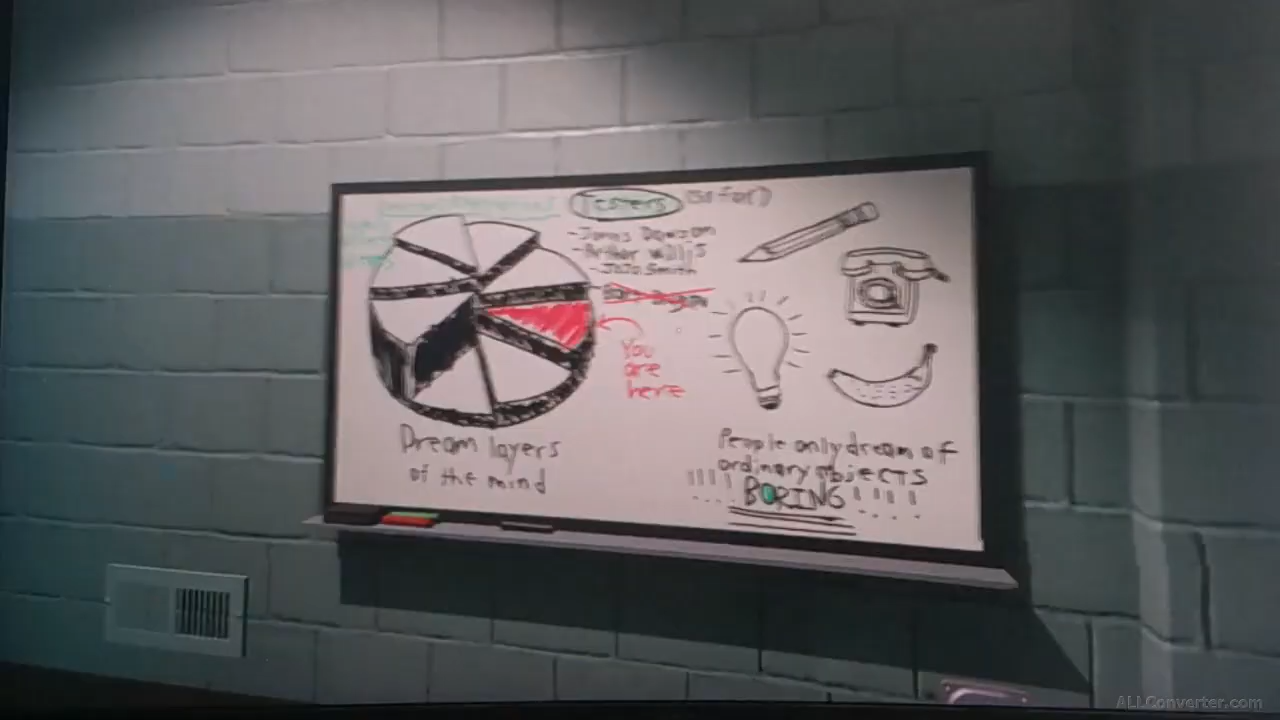 Testers (So far)
- James Dawson
- Arthur Willis
- JoJo Smith
You
are
here
Dream layers
of the mind
People only dream of
ordinary objects
!!!! BORING !!!!
ALLConverter.com